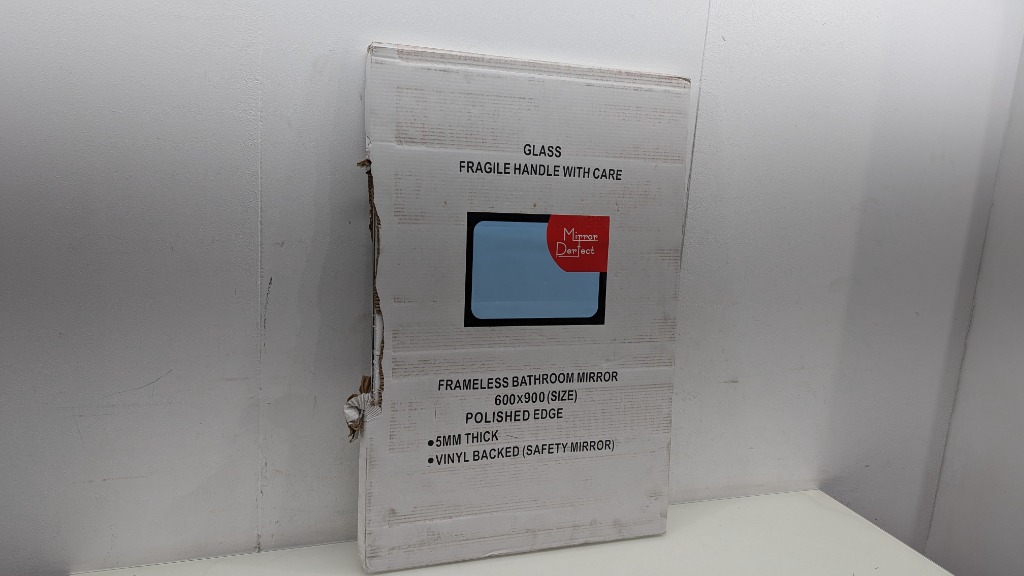 GLASS
FRAGILE HANDLE WITH CARE
Mirror
Perfect
FRAMELESS BATHROOM MIRROR
600x900(SIZE)
POLISHED EDGE
•5MM THICK
•VINYL BACKED (SAFETY MIRROR)